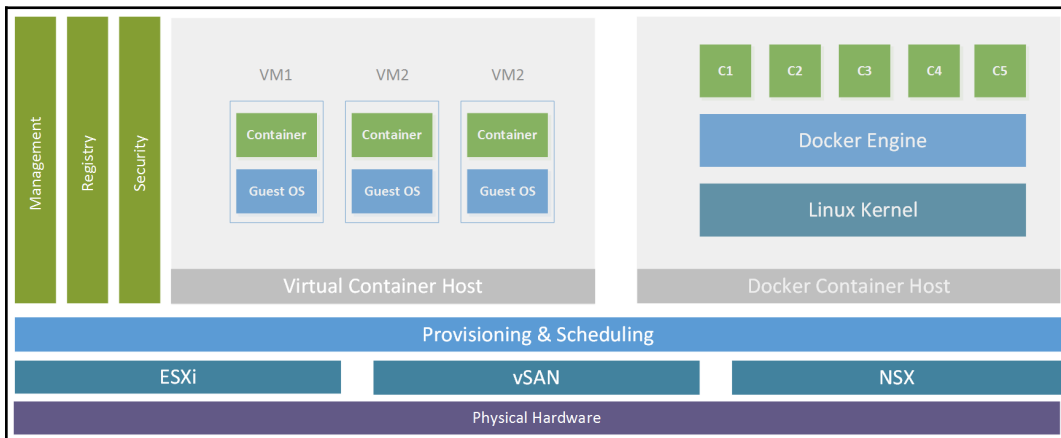 Management
Registry
Security
VM1
VM2
VM2
Container
Container
Container
Guest OS
Guest OS
Guest OS
Virtual Container Host
C1
C2
C3
C4
C5
Docker Engine
Linux Kernel
Docker Container Host
Provisioning & Scheduling
ESXi
vSAN
NSX
Physical Hardware